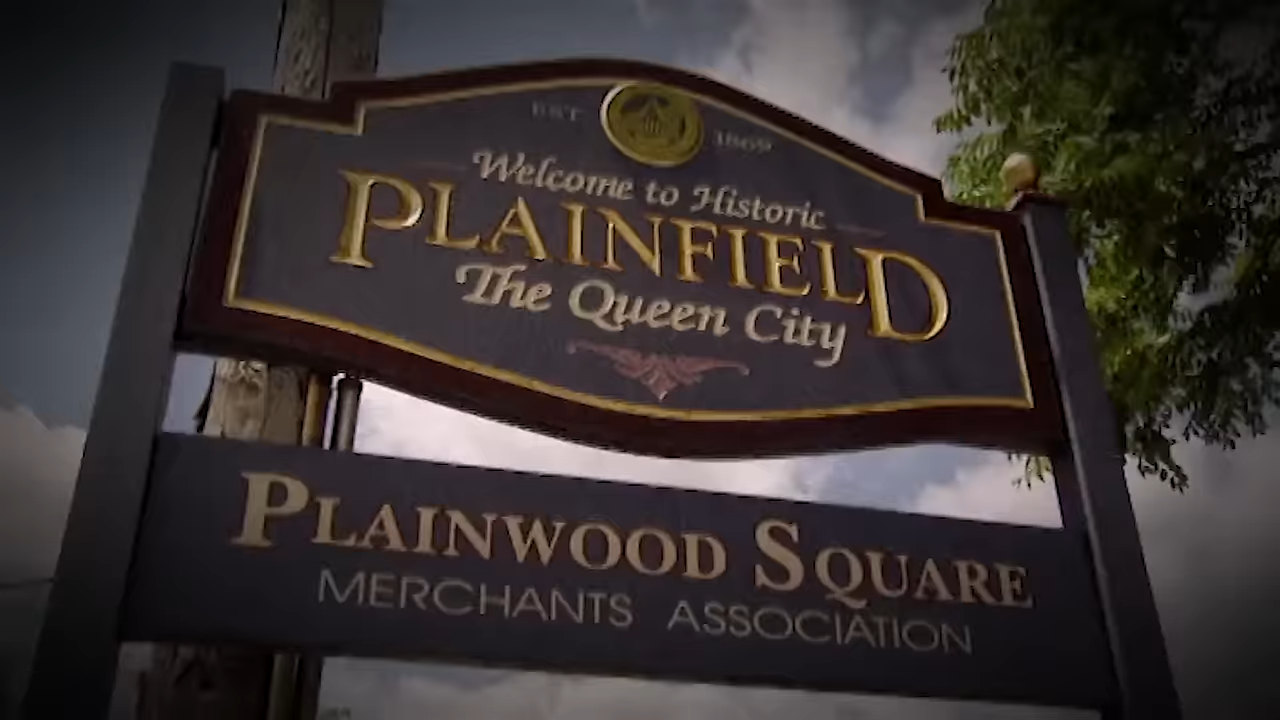 EST 1869
Welcome to Historic
PLAINFIELD
The Queen City
PLAINWOOD SQUARE
MERCHANTS ASSOCIATION